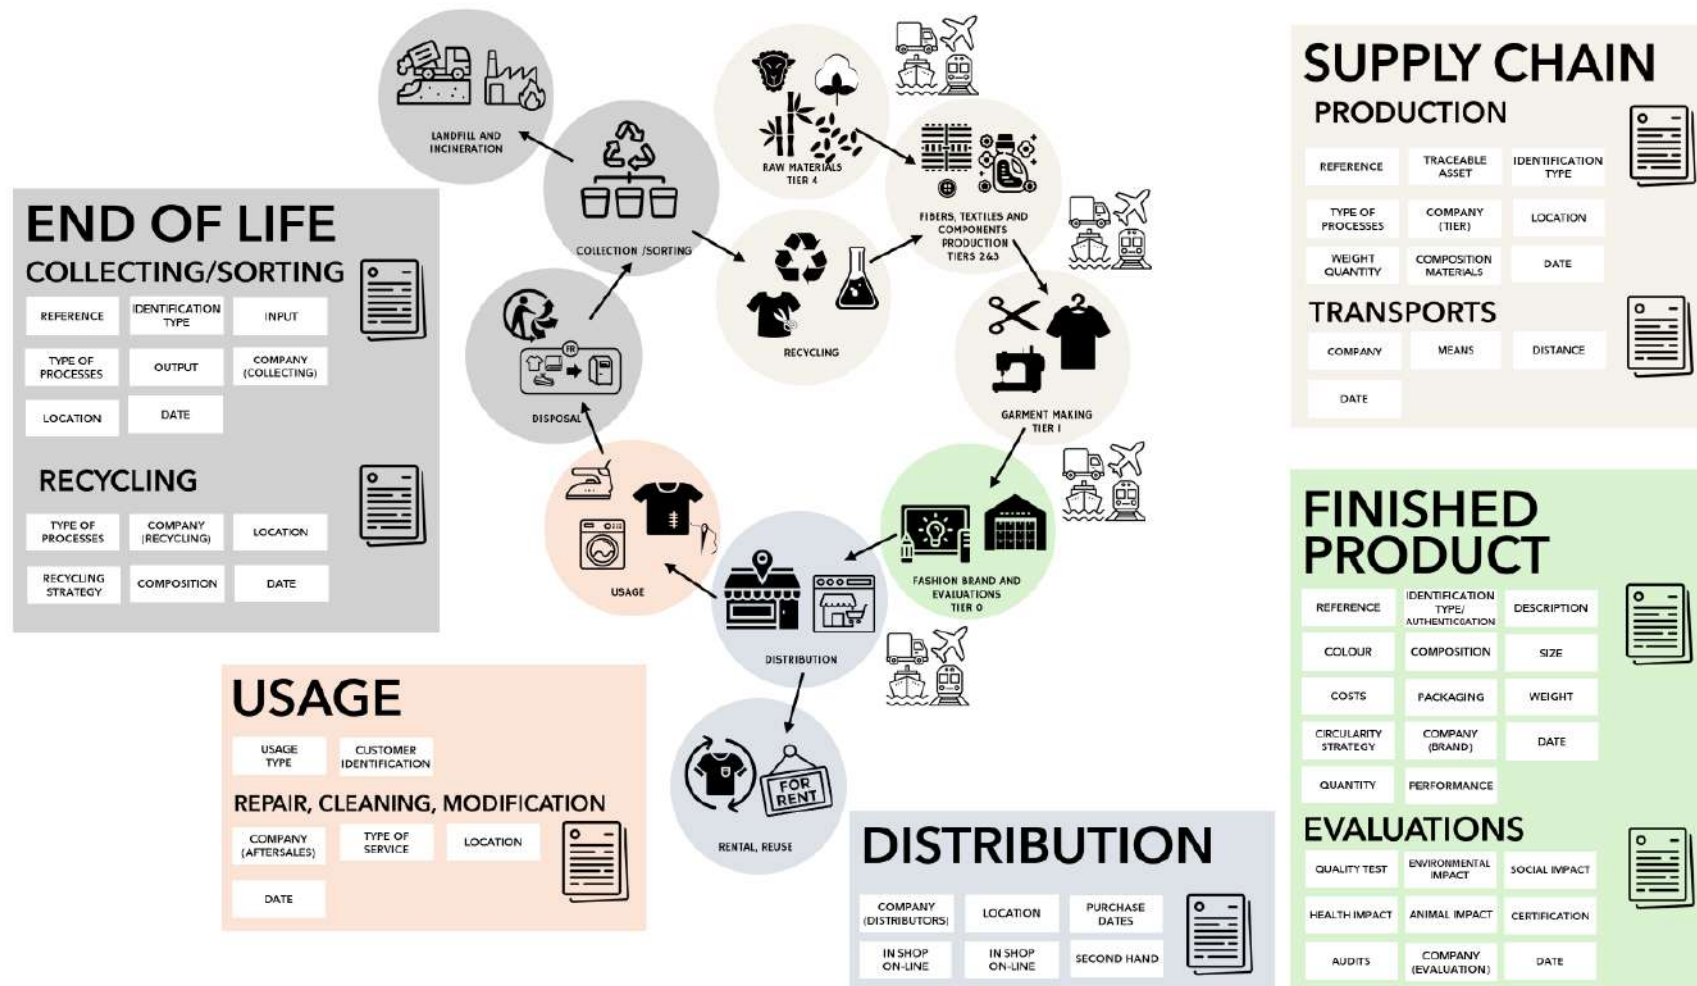 LANDFILL AND
INCINERATION
COLLECTION /SORTING
RAW MATERIALS
TIER 4
FIBERS, TEXTILES AND
COMPONENTS
PRODUCTION
TIERS 2&3
RECYCLING
FR
DISPOSAL
GARMENT MAKING
TIER 1
USAGE
FASHION BRAND AND
EVALUATIONS
TIER 0
DISTRIBUTION
FOR
RENT
RENTAL, REUSE
END OF LIFE
COLLECTING/SORTING
REFERENCE
IDENTIFICATION
TYPE
INPUT
TYPE OF
PROCESSES
OUTPUT
COMPANY
(COLLECTING)
LOCATION
DATE
RECYCLING
TYPE OF
PROCESSES
COMPANY
(RECYCLING)
LOCATION
RECYCLING
STRATEGY
COMPOSITION
DATE
USAGE
USAGE
TYPE
CUSTOMER
IDENTIFICATION
REPAIR, CLEANING, MODIFICATION
COMPANY
(AFTERSALES)
TYPE OF
SERVICE
LOCATION
DATE
DISTRIBUTION
COMPANY
(DISTRIBUTORS)
LOCATION
PURCHASE
DATES
IN SHOP
ON-LINE
IN SHOP
ON-LINE
SECOND HAND
SUPPLY CHAIN
PRODUCTION
REFERENCE
TRACEABLE
ASSET
IDENTIFICATION
TYPE
TYPE OF
PROCESSES
COMPANY
(TIER)
LOCATION
WEIGHT
QUANTITY
COMPOSITION
MATERIALS
DATE
TRANSPORTS
COMPANY
MEANS
DISTANCE
DATE
FINISHED
PRODUCT
REFERENCE
IDENTIFICATION
TYPE/
AUTHENTICATION
DESCRIPTION
COLOUR
COMPOSITION
SIZE
COSTS
PACKAGING
WEIGHT
CIRCULARITY
STRATEGY
COMPANY
(BRAND)
DATE
QUANTITY
PERFORMANCE
EVALUATIONS
QUALITY TEST
ENVIRONMENTAL
IMPACT
SOCIAL IMPACT
HEALTH IMPACT
ANIMAL IMPACT
CERTIFICATION
AUDITS
COMPANY
(EVALUATION)
DATE